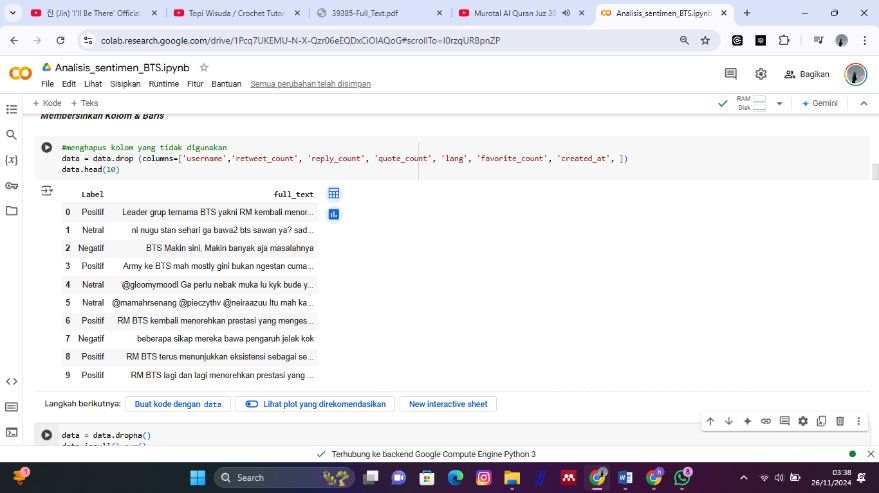 진 (Jin) 'I'll Be There' Official
Topi Wisuda / Crochet Tutor
39385-Full_Text.pdf
Murotal Al Quran Juz 30
Analisis_sentimen_BTS.ipynb
colab.research.google.com/drive/1Pcq7UKEMU-N-X-Qzr06eEQDxCiOIAQoG#scrollTo=I0rzqURBpnZP
Analisis_sentimen_BTS.ipynb
File Edit Lihat Sisipkan Runtime Fitur Bantuan Semua perubahan telah disimpan
Bagikan
+ Kode + Teks
RAM
Disk
Gemini
Membersihkan Kolom & Baris
#menghapus kolom yang tidak digunakan
data = data.drop (columns=['username','retweet_count', 'reply_count', 'quote_count', 'lang', 'favorite_count', 'created_at', ])
data.head(10)
Label full_text
0 Positif Leader grup ternama BTS yakni RM kembali menor...
1 Netral ni nugu stan sehari ga bawa2 bts sawan ya? sad...
2 Negatif BTS Makin sini, Makin banyak aja masalahnya
3 Positif Army ke BTS mah mostly gini bukan ngestan cuma...
4 Netral @gloomymoodl Ga perlu nebak muka lu kyk bude y...
5 Netral @mamahrsenang @pieczythv @neiraazuu Itu mah ka...
6 Positif RM BTS kembali menorehkan prestasi yang menges...
7 Negatif beberapa sikap mereka bawa pengaruh jelek kok
8 Positif RM BTS terus menunjukkan eksistensi sebagai se...
9 Positif RM BTS lagi dan lagi menorehkan prestasi yang ...
Langkah berikutnya: Buat kode dengan data Lihat plot yang direkomendasikan New interactive sheet
data = data.dropna()
Terhubung ke backend Google Compute Engine Python 3
1
Search
8
03:38
26/11/2024